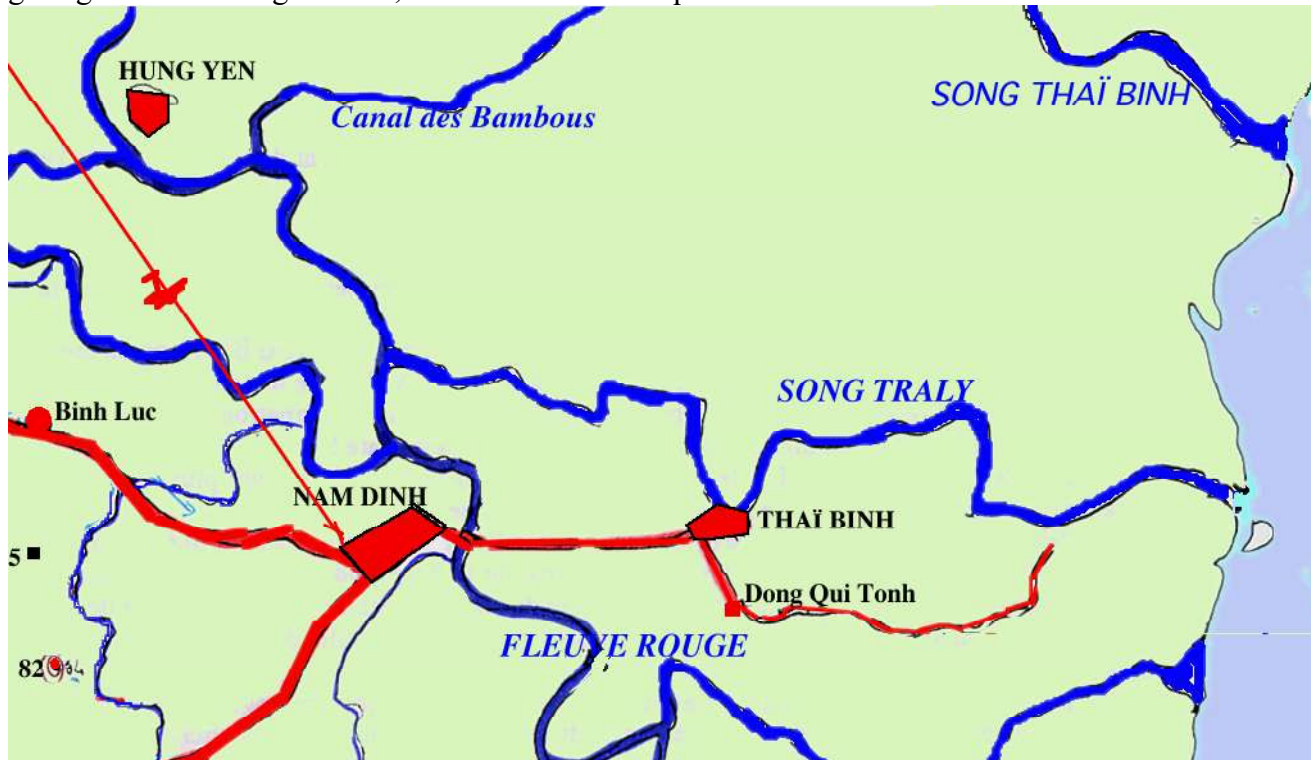 HUNG YEN
Canal des Bambous
SONG THAÏ BINH
Binh Luc
SONG TRALY
NAM DINH
THAÏ BINH
5
Dong Qui Tonh
FLEUVE ROUGE
82